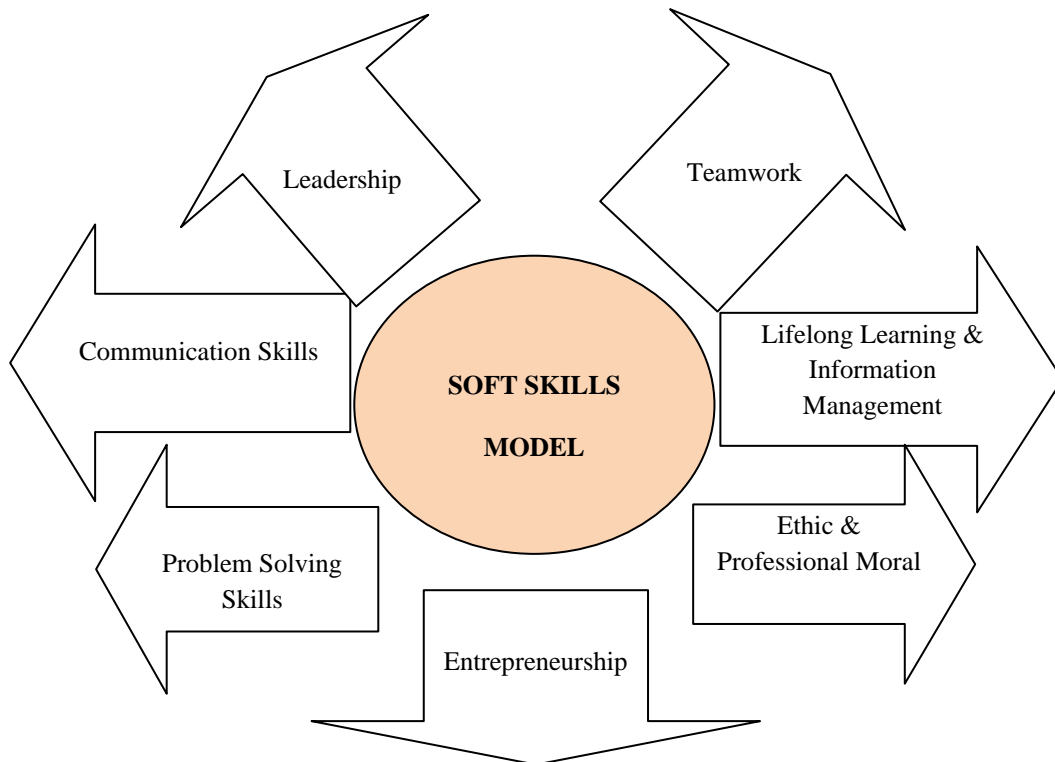 Leadership
Teamwork
Communication Skills
Lifelong Learning &
Information
Management
SOFT SKILLS
MODEL
Problem Solving
Skills
Ethic &
Professional Moral
Entrepreneurship